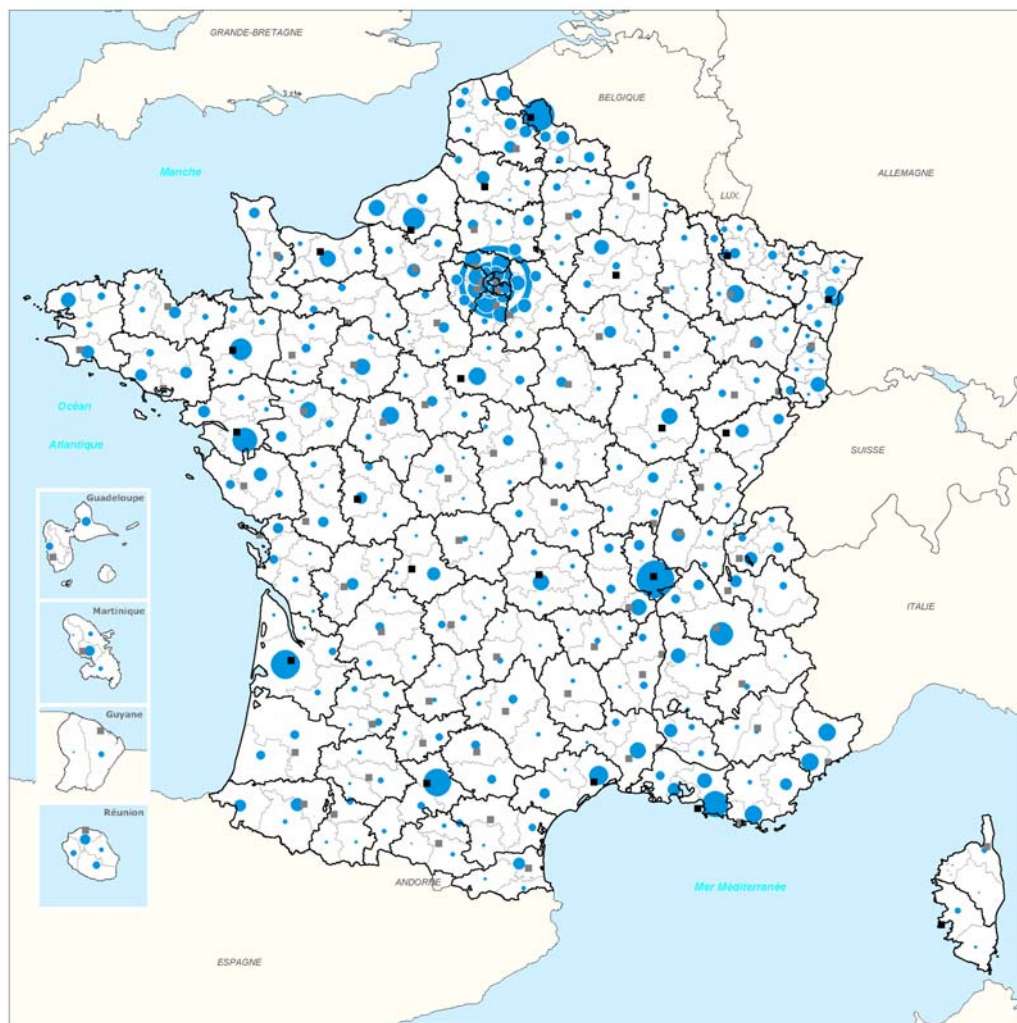 GRANDE-BRETAGNE
BELGIQUE
ALLEMAGNE
Manche
LUX.
Océan
Atlantique
SUISSE
Guadeloupe
ITALIE
Martinique
Guyane
Réunion
ANDORRE
Mer Méditerranée
ESPAGNE